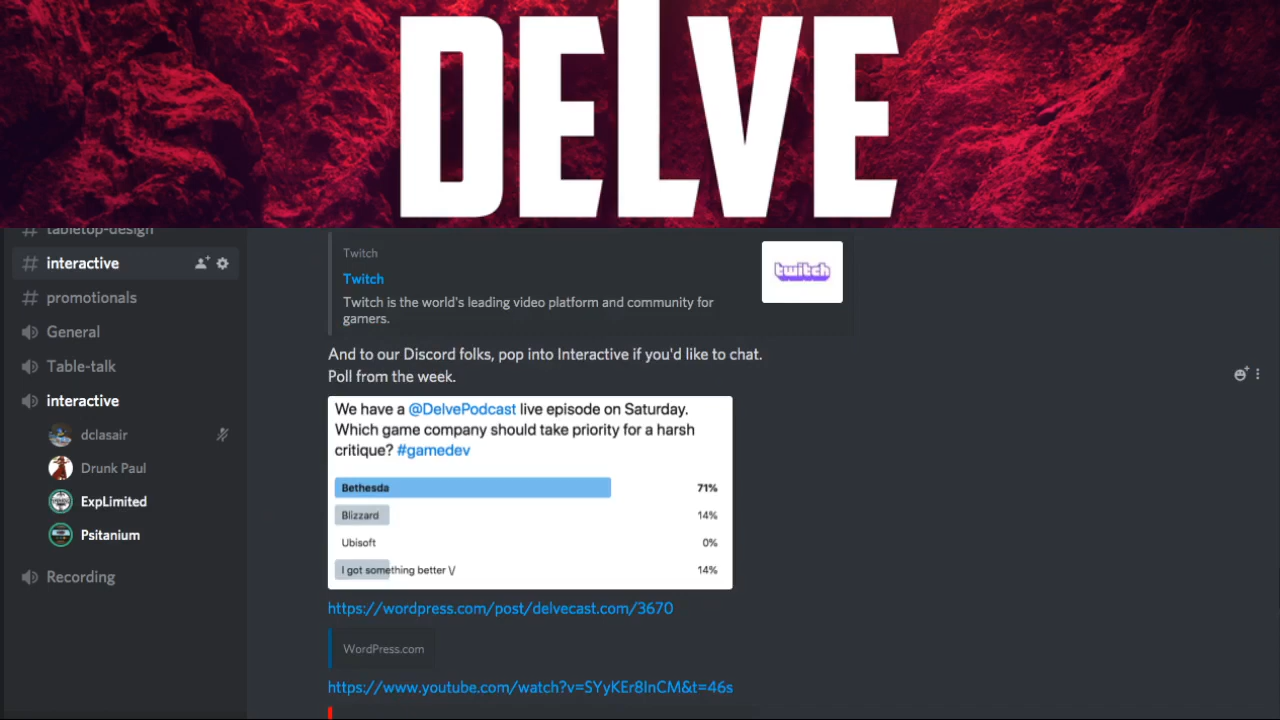 DELVE
# tabletop-design
# interactive
# promotionals
General
Table-talk
interactive
dclasair
Drunk Paul
ExpLimited
Psitanium
Recording
Twitch
Twitch
Twitch is the world's leading video platform and community for
gamers.
twitch
And to our Discord folks, pop into Interactive if you'd like to chat.
Poll from the week.
We have a @DelvePodcast live episode on Saturday.
Which game company should take priority for a harsh
critique? #gamedev
Bethesda 71%
Blizzard 14%
Ubisoft 0%
I got something better \/ 14%
https://wordpress.com/post/delvecast.com/3670
WordPress.com
https://www.youtube.com/watch?v=SYyKEr8InCM&t=46s